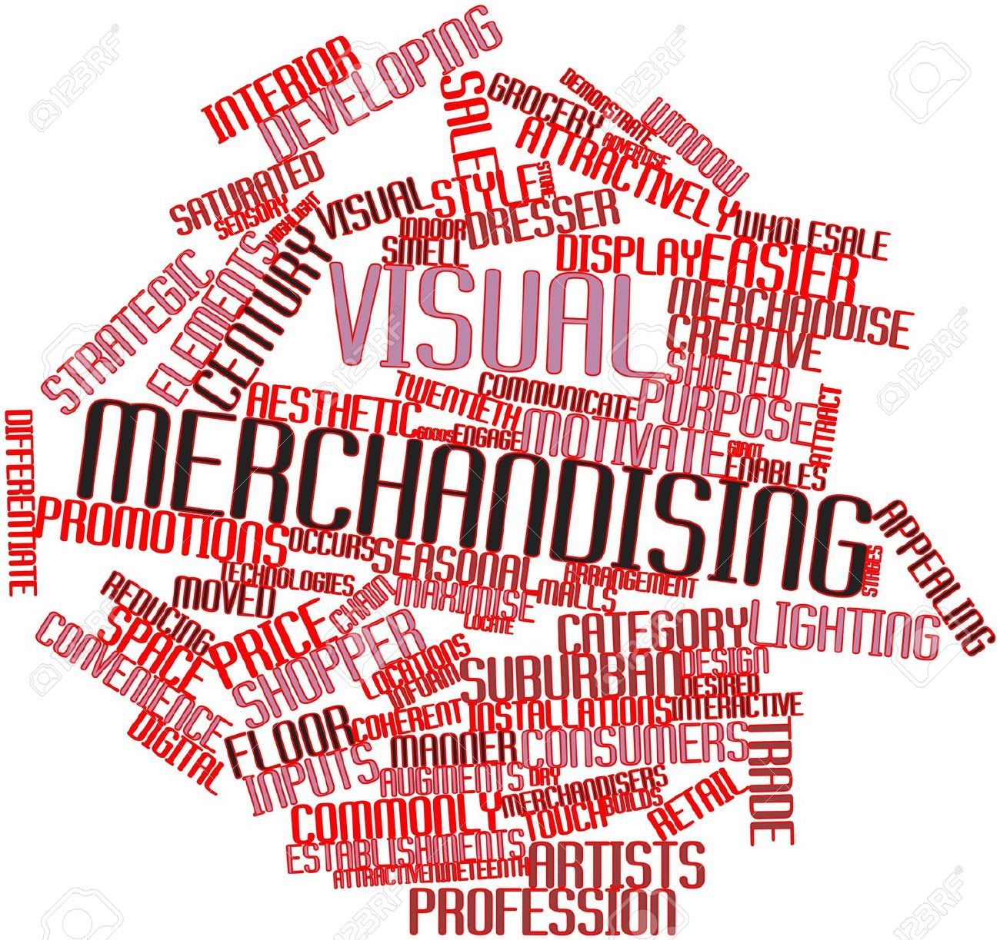 DEVELOPING
INTERIOR
SALE
GROCERY
DEMONSTRATE
WINDOW
ADVERTISE
ATTRACTIVELY
SATURATED
SENSORY
HIGHLIGHT
VISUAL
STYLE
STORE
INDOOR
DRESSER
SMELL
WHOLESALE
DISPLAY
EASIER
STRATEGIC
ELEMENTS
CENTURY
VISUAL
MERCHANDISE
CREATIVE
SHIFTED
PURPOSE
ATTRACT
COMMUNICATE
TWENTIETH
AESTHETIC
GOODS
ENGAGE
MOTIVATE
GIANT
ENABLES
DIFFERENTIATE
MERCHANDISING
APPEALING
STAGES
PROMOTIONS
OCCURS
SEASONAL
ARRANGEMENT
TECHNOLOGIES
MOVED
REDUCING
CHAIN
MAXIMISE
MALLS
LOCATE
SPACE
PRICE
CONVENIENCE
SHOPPER
CATEGORY
LIGHTING
LOCATIONS
INFORM
SUBURBAN
DESIGN
DESIRED
DIGITAL
FLOOR
COHERENT
INSTALLATIONS
INTERACTIVE
INPUTS
MANNER
CONSUMERS
TRADE
AUGMENTS
DAY
MERCHANDISERS
BUILDS
RETAIL
COMMONLY
TOUCH
ESTABLISHMENTS
ARTISTS
ATTRACTIVE
NINETEENTH
PROFESSION
123RF
123RF
123RF
123RF